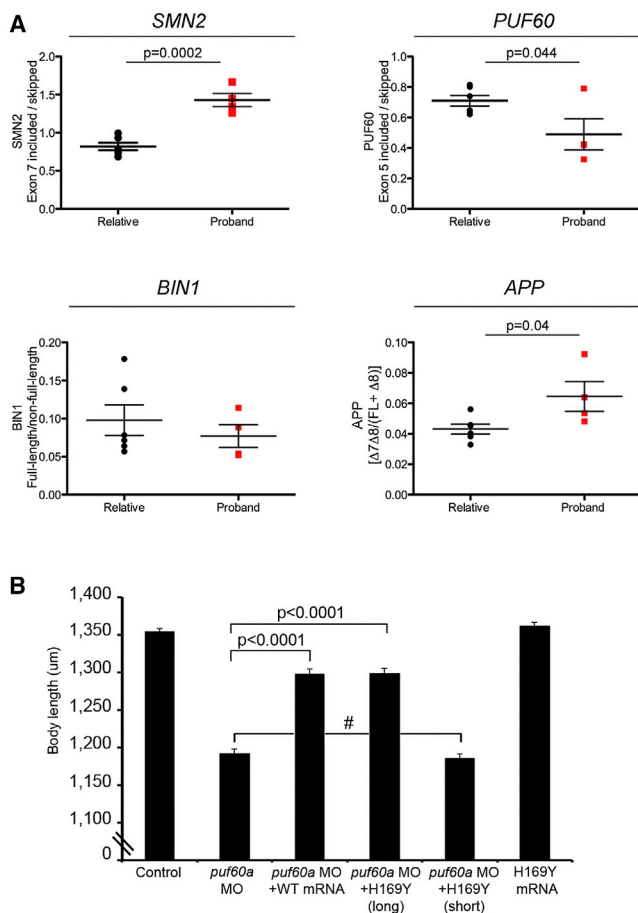 A
SMN2
p=0.0002
SMN2
Exon 7 included / skipped
2.0
1.5
1.0
0.5
0.0
Relative
Proband
PUF60
p=0.044
PUF60
Exon 5 included / skipped
1.0
0.8
0.6
0.4
0.2
0.0
Relative
Proband
BIN1
BIN1
Full-length/non-full-length
0.20
0.15
0.10
0.05
0.00
Relative
Proband
APP
p=0.04
APP
[Δ7Δ8/(FL+ Δ8)]
0.10
0.08
0.06
0.04
0.02
0.00
Relative
Proband
B
Body length (um)
1,400
1,350
1,300
1,200
1,100
0
p<0.0001
p<0.0001
#
Control
puf60a
MO
puf60a MO
+WT mRNA
puf60a MO
+H169Y
(long)
puf60a MO
+H169Y
(short)
H169Y
mRNA